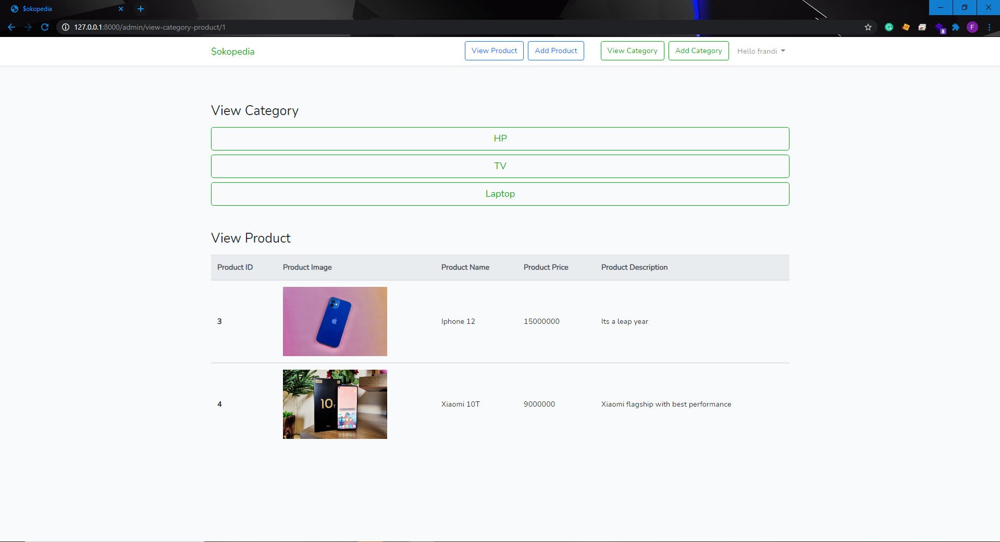 $okopedia
127.0.0.1:8000/admin/view-category-product/1
8
F
$okopedia
View Product
Add Product
View Category
Add Category
Hello frandi
View Category
HP
TV
Laptop
View Product
Product ID Product Image Product Name Product Price Product Description
3 Iphone 12 15000000 Its a leap year
10T
4 Xiaomi 10T 9000000 Xiaomi flagship with best performance